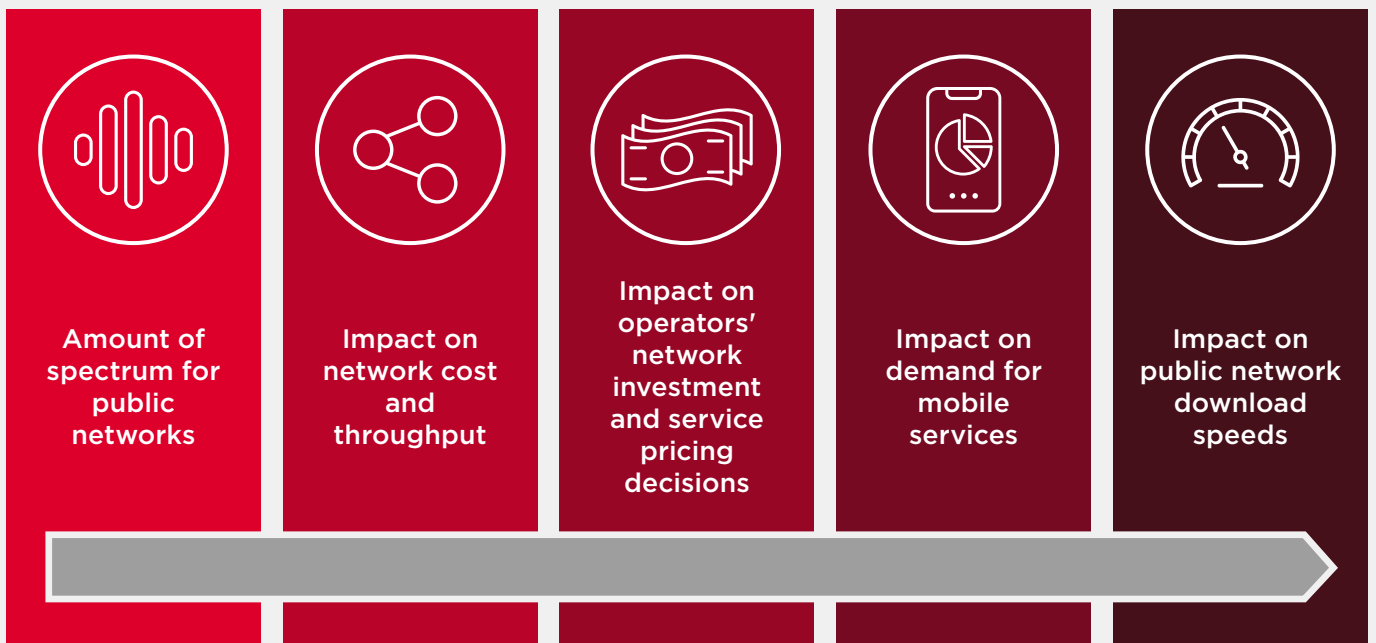 Amount of
spectrum for
public
networks
Impact on
network cost
and
throughput
Impact on
operators'
network
investment
and service
pricing
decisions
Impact on
demand for
mobile
services
Impact on
public network
download
speeds